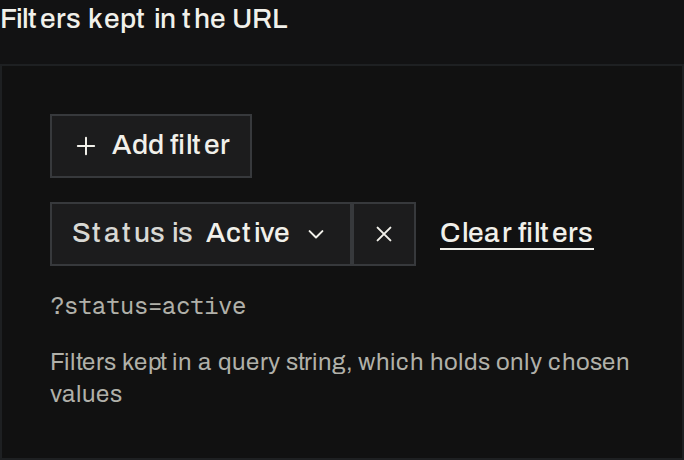 Filters kept in the URL
Add filter
Status is Active
Clear filters
?status=active
Filters kept in a query string, which holds only chosen
values